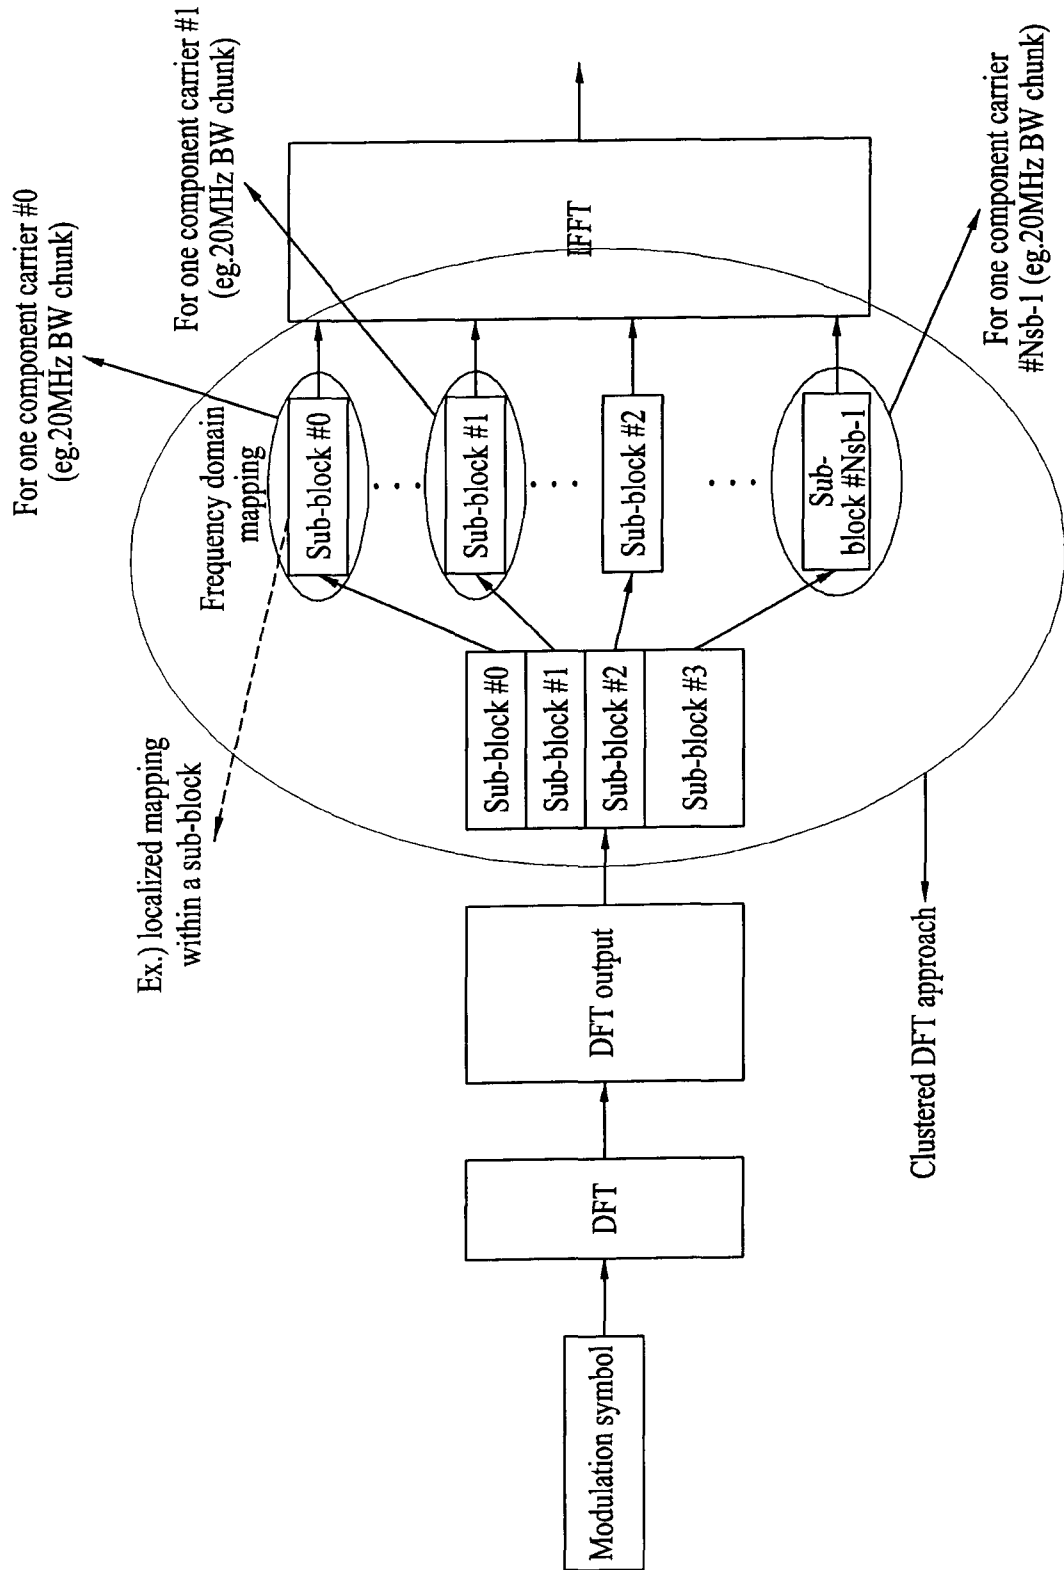 Modulation symbol
DFT
DFT output
Sub-block #0
Sub-block #1
Sub-block #2
Sub-block #3
Ex.) localized mapping
within a sub-block
Frequency domain
mapping
Sub-block #0
Sub-block #1
Sub-block #2
Sub-
block #Nsb-1
IFFT
For one component carrier #0
(eg.20MHz BW chunk)
For one component carrier #1
(eg.20MHz BW chunk)
For one component carrier
#Nsb-1 (eg.20MHz BW chunk)
Clustered DFT approach